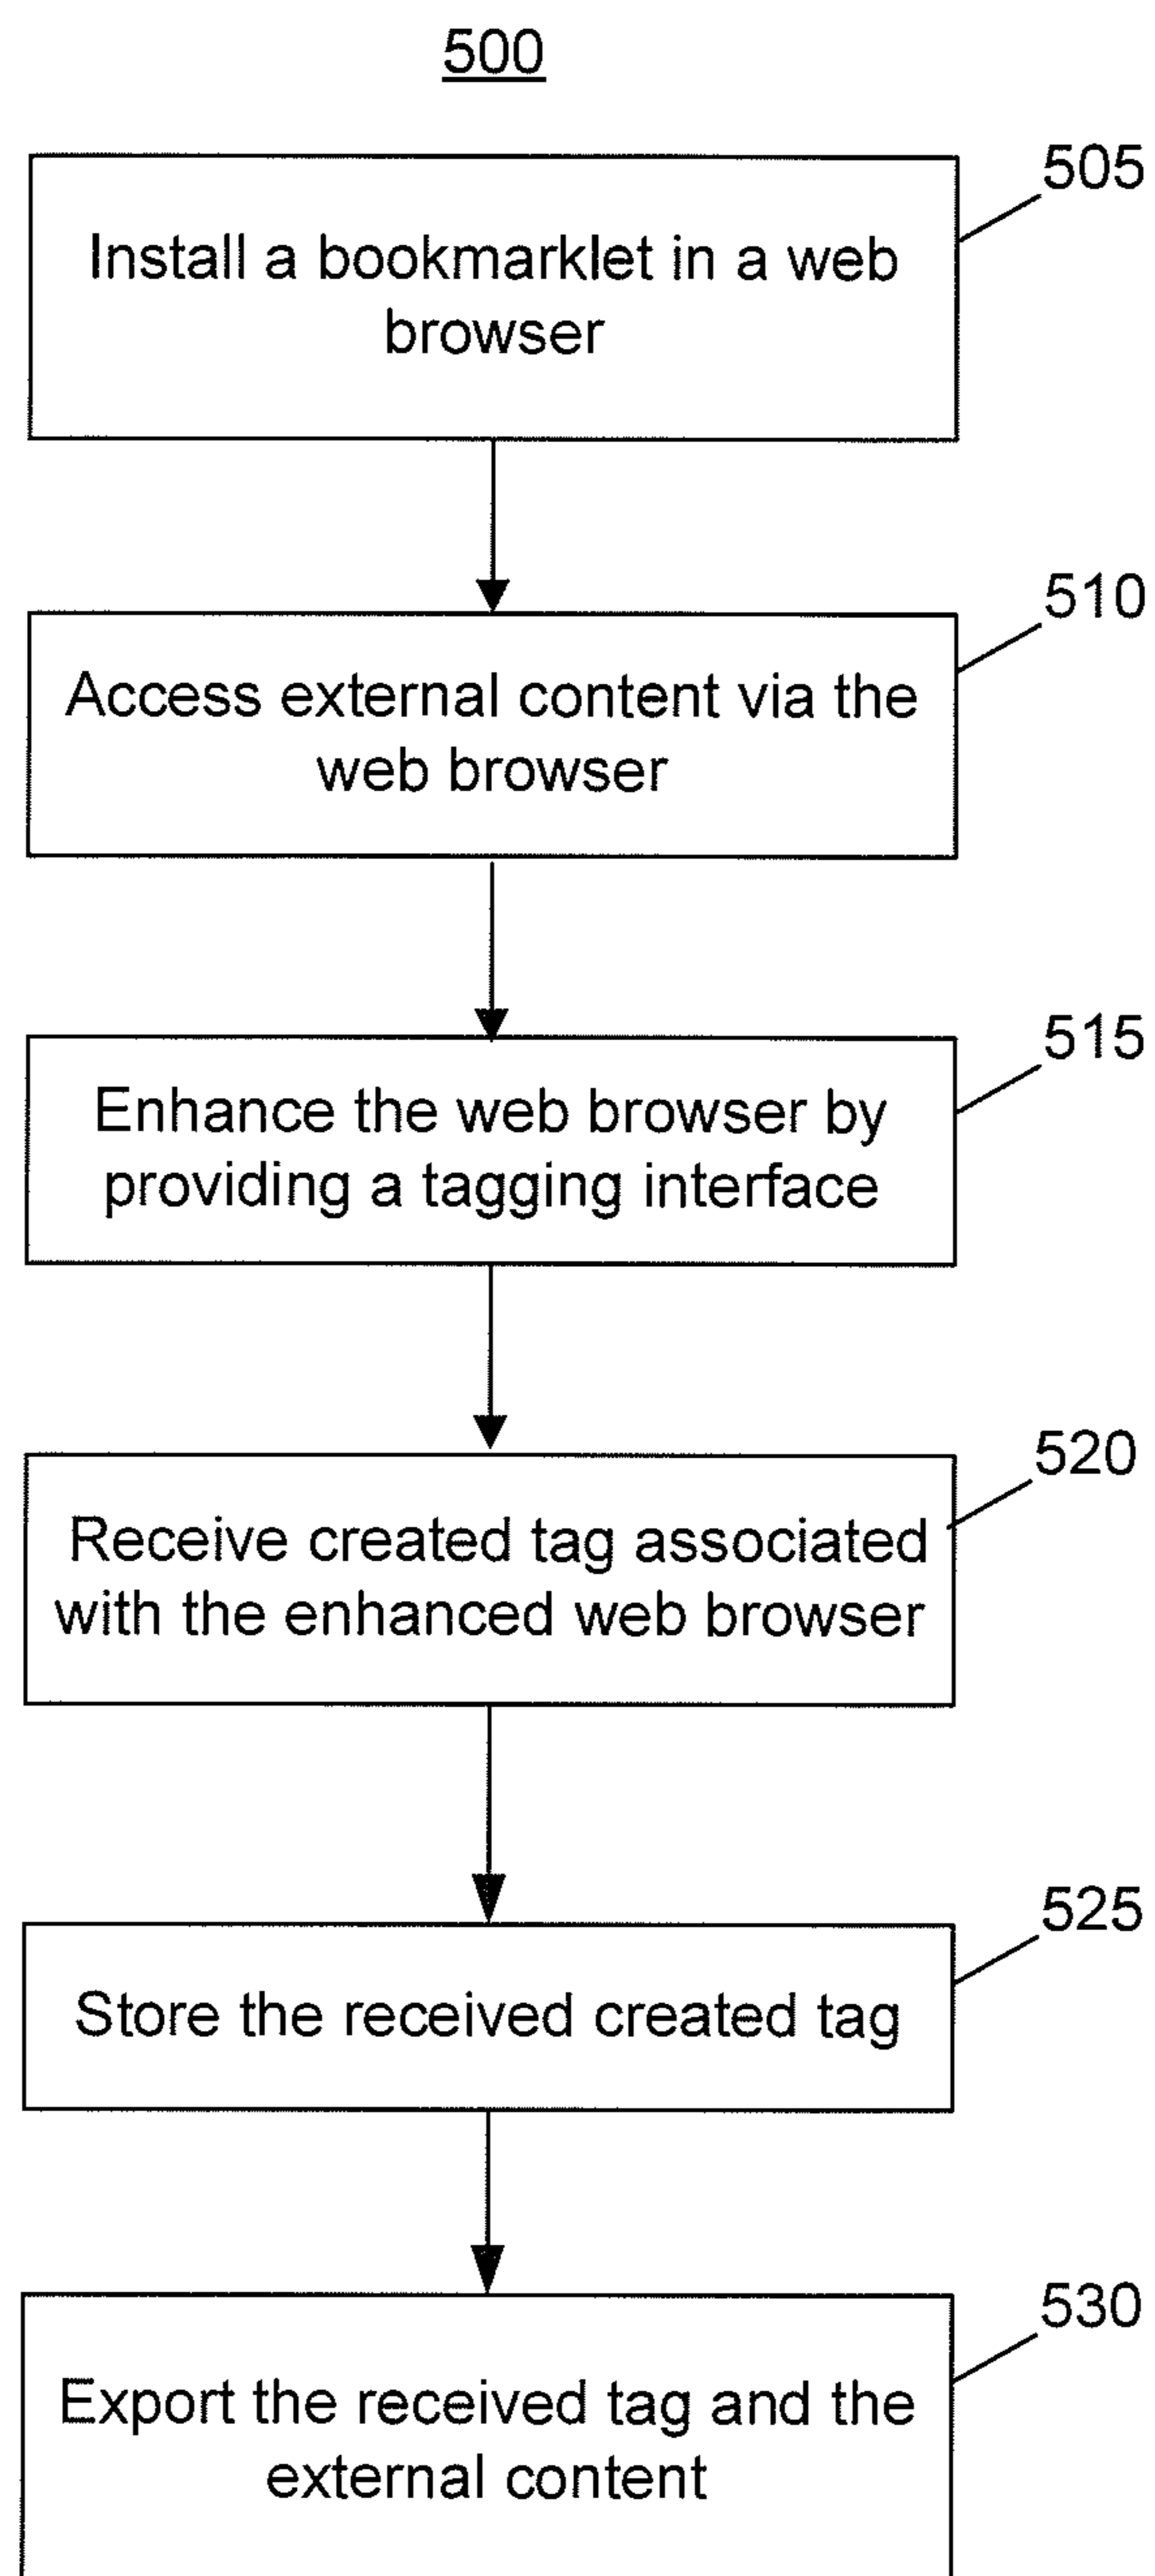 500
505
Install a bookmarklet in a web
browser
510
Access external content via the
web browser
515
Enhance the web browser by
providing a tagging interface
520
Receive created tag associated
with the enhanced web browser
525
Store the received created tag
530
Export the received tag and the
external content